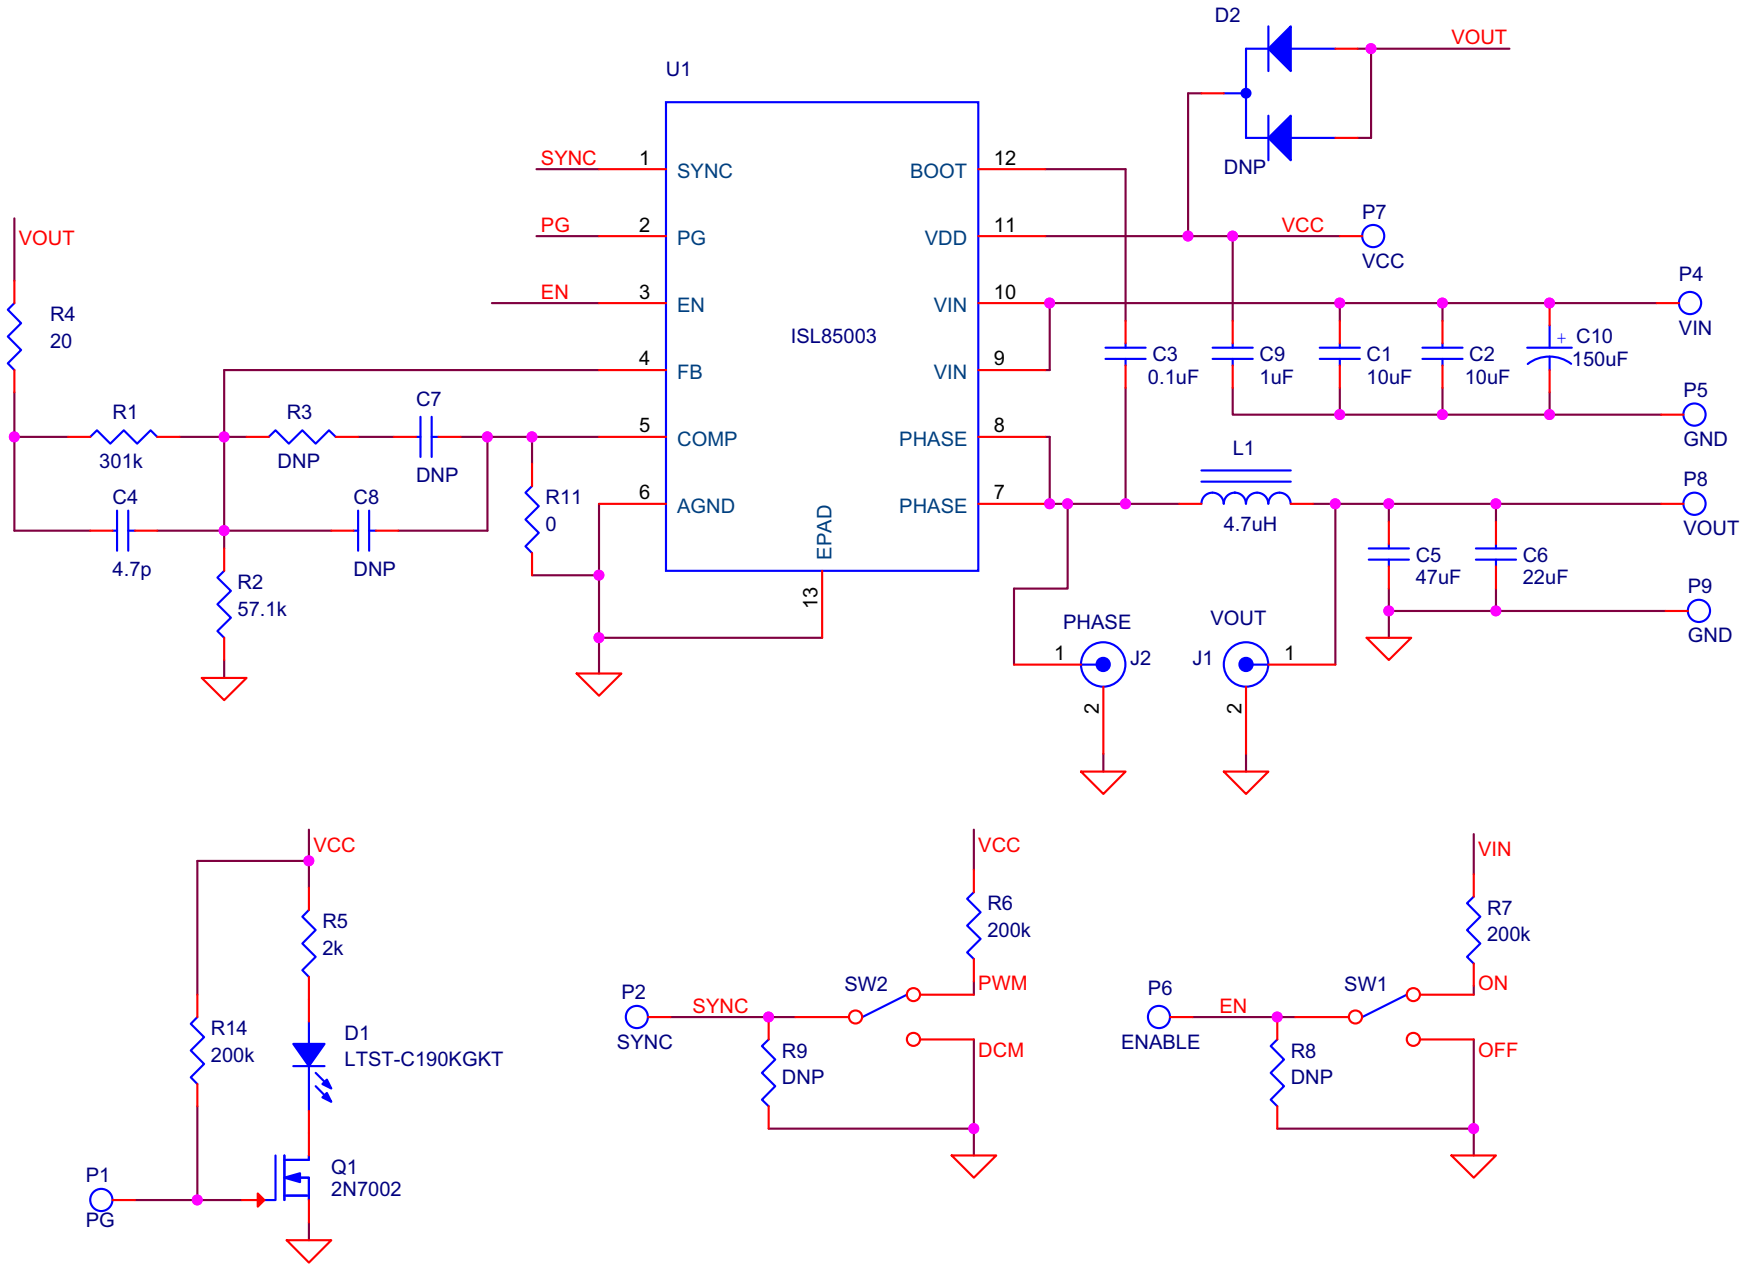 D2
VOUT
DNP
U1
SYNC 1 SYNC
PG 2 PG
EN 3 EN
4 FB
5 COMP
6 AGND
EPAD
13
ISL85003
BOOT 12
VDD 11
VIN 10
VIN 9
PHASE 8
PHASE 7
VCC
P7
VCC
P4
VIN
C3
0.1uF
C9
1uF
C1
10uF
C2
10uF
+ C10
150uF
P5
GND
L1
4.7uH
P8
VOUT
C5
47uF
C6
22uF
P9
GND
PHASE
1
J2
2
VOUT
J1
1
2
VOUT
R4
20
R1
301k
R3
DNP
C7
DNP
C4
4.7p
C8
DNP
R11
0
R2
57.1k
VCC
R5
2k
R14
200k
D1
LTST-C190KGKT
Q1
2N7002
P1
PG
VCC
R6
200k
PWM
SW2
P2
SYNC
SYNC
R9
DNP
DCM
VIN
R7
200k
ON
SW1
P6
EN
ENABLE
R8
DNP
OFF